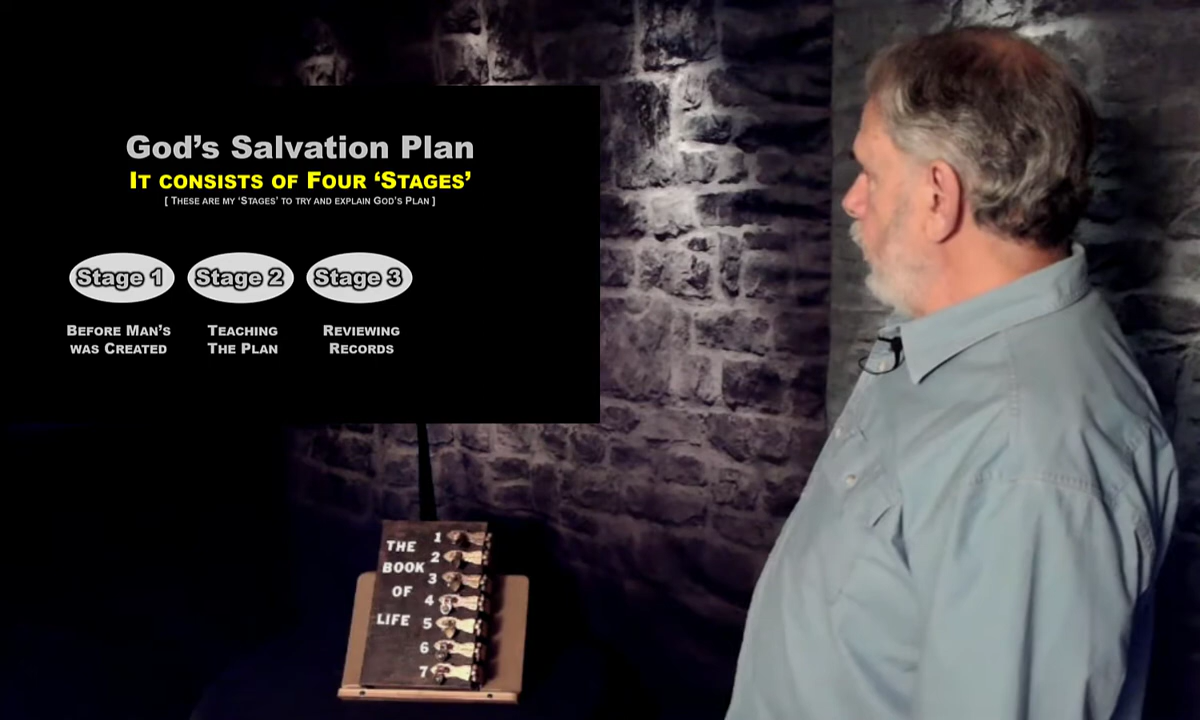 God's Salvation Plan
It consists of Four 'Stages'
[ These are my 'Stages' to try and explain God's Plan ]
Stage 1 Stage 2 Stage 3
Before Man's
was Created
Teaching
The Plan
Reviewing
Records
THE
BOOK
OF
LIFE
1
2
3
4
5
6
7